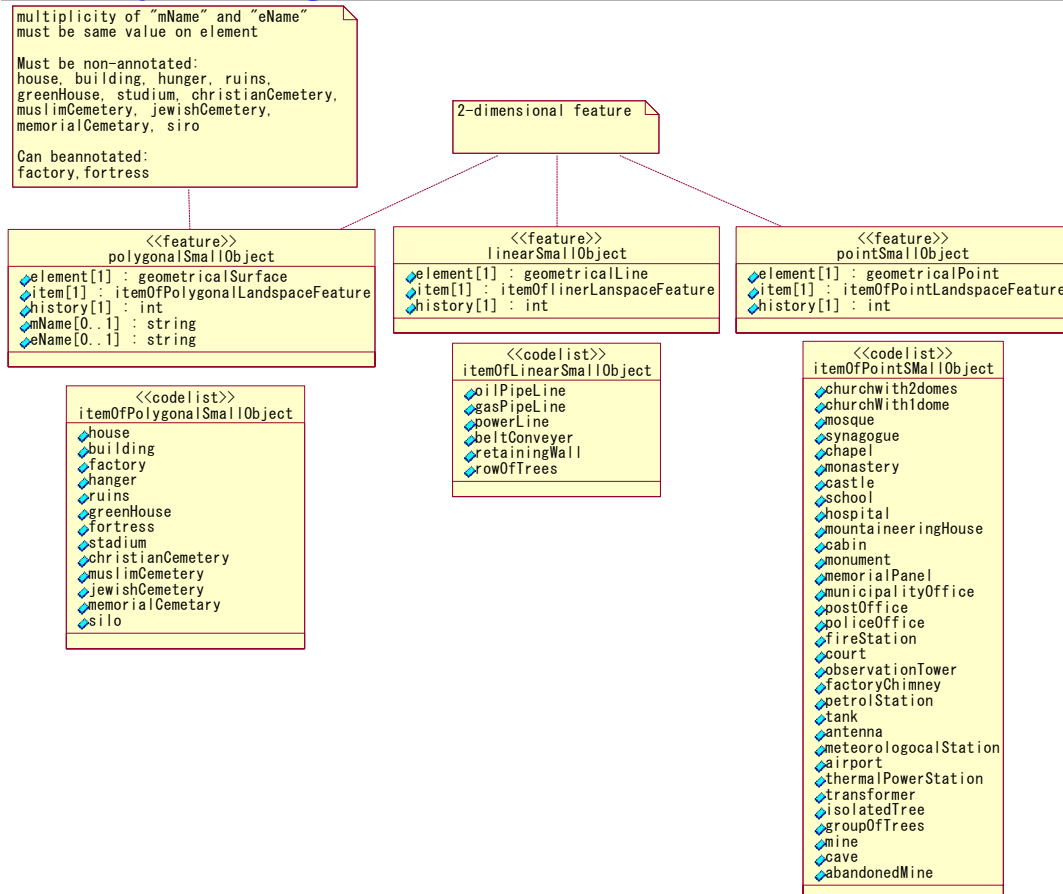 multiplicity of "mName" and "eName"
must be same value on element
Must be non-annotated:
house, building, hunger, ruins,
greenHouse, studium, christianCemetery,
muslimCemetery, jewishCemetery,
memorialCemetary, siro
Can beannotated:
factory,fortress
2-dimensional feature
<<feature>>
polygonalSmallObject
element[1] : geometricalSurface
item[1] : itemOfPolygonalLandspaceFeature
history[1] : int
mName[0..1] : string
eName[0..1] : string
<<feature>>
linearSmallObject
element[1] : geometricalLine
item[1] : itemOflinerLanspaceFeature
history[1] : int
<<feature>>
pointSmallObject
element[1] : geometricalPoint
item[1] : itemOfPointLandspaceFeature
history[1] : int
<<codelist>>
itemOfPolygonalSmallObject
house
building
factory
hanger
ruins
greenHouse
fortress
stadium
christianCemetery
muslimCemetery
jewishCemetery
memorialCemetary
silo
<<codelist>>
itemOfLinearSmallObject
oilPipeLine
gasPipeLine
powerLine
beltConveyer
retainingWall
rowOfTrees
<<codelist>>
itemOfPointSMallObject
churchwith2domes
churchWith1dome
mosque
synagogue
chapel
monastery
castle
school
hospital
mountaineeringHouse
cabin
monument
memorialPanel
municipalityOffice
postOffice
policeOffice
fireStation
court
observationTower
factoryChimney
petrolStation
tank
antenna
meteorologocalStation
airport
thermalPowerStation
transformer
isolatedTree
groupOfTrees
mine
cave
abandonedMine